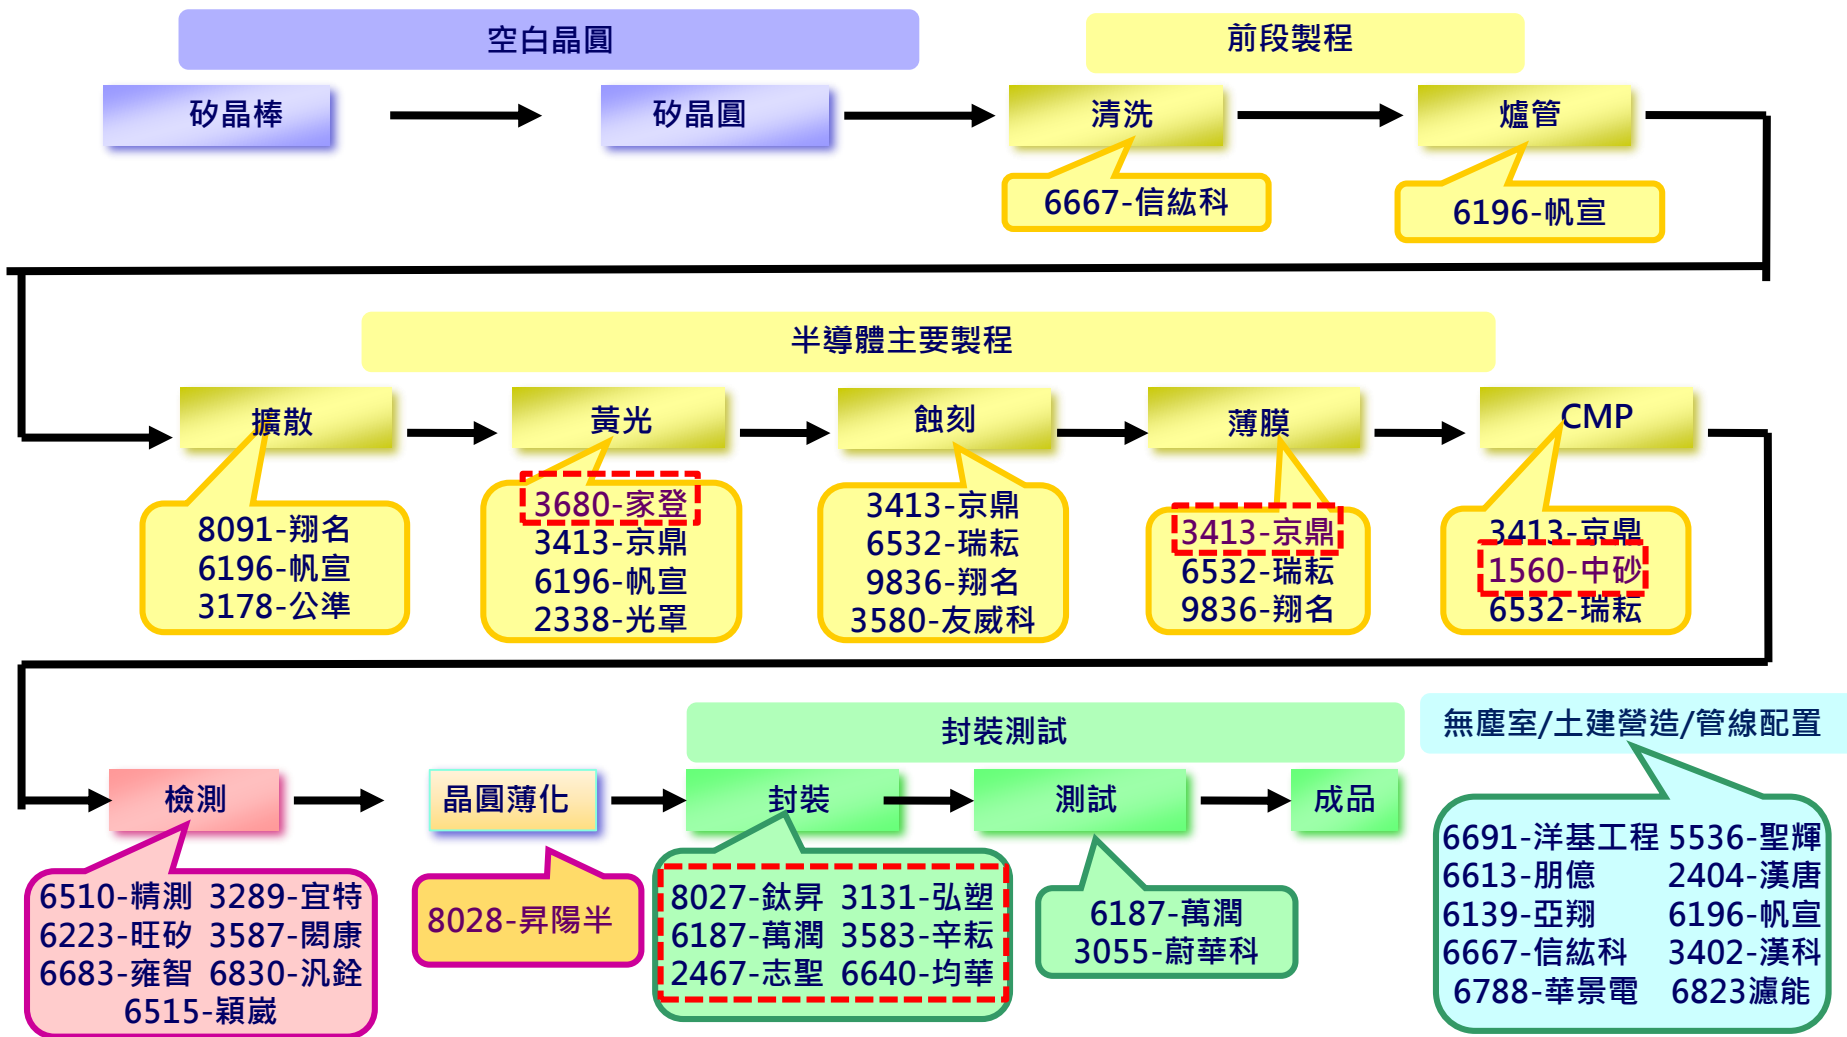 空白晶圓
前段製程
矽晶棒
矽晶圓
清洗
爐管
6667-信紘科
6196-帆宣
半導體主要製程
擴散
黃光
蝕刻
薄膜
CMP
8091-翔名
6196-帆宣
3178-公準
3680-家登
3413-京鼎
6196-帆宣
2338-光罩
3413-京鼎
6532-瑞耘
9836-翔名
3580-友威科
3413-京鼎
6532-瑞耘
9836-翔名
3413-京鼎
1560-中砂
6532-瑞耘
封裝測試
無塵室/土建營造/管線配置
檢測
晶圓薄化
封裝
測試
成品
6510-精測 3289-宜特
6223-旺矽 3587-閎康
6683-雍智 6830-汎銓
6515-穎崴
8028-昇陽半
8027-鈦昇 3131-弘塑
6187-萬潤 3583-辛耘
2467-志聖 6640-均華
6187-萬潤
3055-蔚華科
6691-洋基工程 5536-聖輝
6613-朋億 2404-漢唐
6139-亞翔 6196-帆宣
6667-信紘科 3402-漢科
6788-華景電 6823濾能